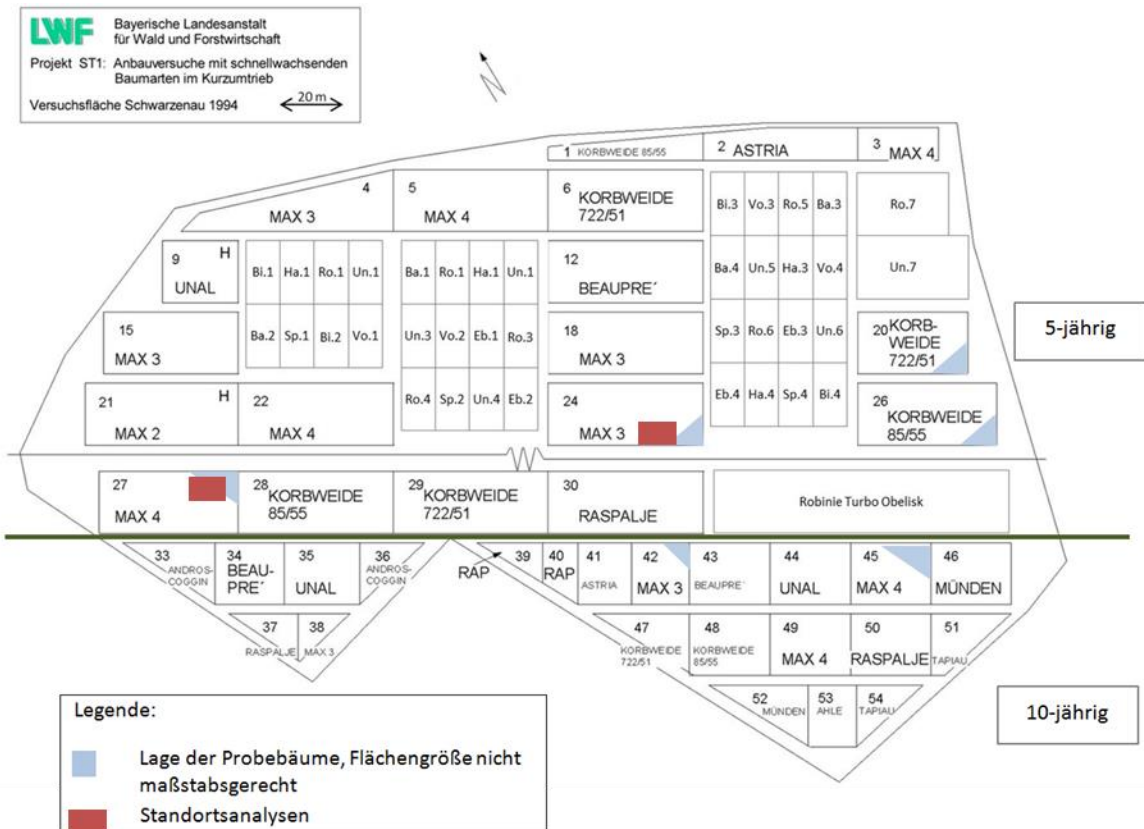 LWF
Bayerische Landesanstalt
für Wald und Forstwirtschaft
Projekt ST1: Anbauversuche mit schnellwachsenden
Baumarten im Kurzumtrieb
Versuchsfläche Schwarzenau 1994
20 m
N
1 KORBWEIDE 85/55
2 ASTRIA
3 MAX 4
4
MAX 3
5
MAX 4
6 KORBWEIDE
722/51
Bi.3 Vo.3 Ro.5 Ba.3
Ro.7
9 H
UNAL
Bi.1 Ha.1 Ro.1 Un.1
Ba.1 Ro.1 Ha.1 Un.1
12
BEAUPRE´
Ba.4 Un.5 Ha.3 Vo.4
Un.7
15
MAX 3
Ba.2 Sp.1 Bi.2 Vo.1
Un.3 Vo.2 Eb.1 Ro.3
18
MAX 3
Sp.3 Ro.6 Eb.3 Un.6
20 KORB-
WEIDE
722/51
5-jährig
21 H
MAX 2
22
MAX 4
Ro.4 Sp.2 Un.4 Eb.2
24
MAX 3
Eb.4 Ha.4 Sp.4 Bi.4
26
KORBWEIDE
85/55
27
MAX 4
28 KORBWEIDE
85/55
29 KORBWEIDE
722/51
30
RASPALJE
Robinie Turbo Obelisk
33
ANDROS-
COGGIN
34
BEAU-
PRE´
35
UNAL
36
ANDROS-
COGGIN
RAP
39
40
RAP
41
ASTRIA
42
MAX 3
43
BEAUPRE´
44
UNAL
45
MAX 4
46
MÜNDEN
37
RASPALJE
38
MAX 3
47
KORBWEIDE
722/51
48
KORBWEIDE
85/55
49
MAX 4
50
RASPALJE
51
TAPIAU
52
MÜNDEN
53
AHLE
54
TAPIAU
10-jährig
Legende:
Lage der Probebäume, Flächengröße nicht
maßstabsgerecht
Standortsanalysen